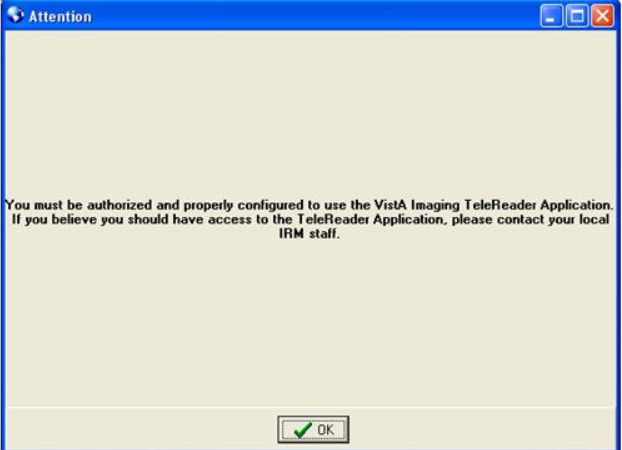 Attention
You must be authorized and properly configured to use the VistA Imaging TeleReader Application.
If you believe you should have access to the TeleReader Application, please contact your local
IRM staff.
OK